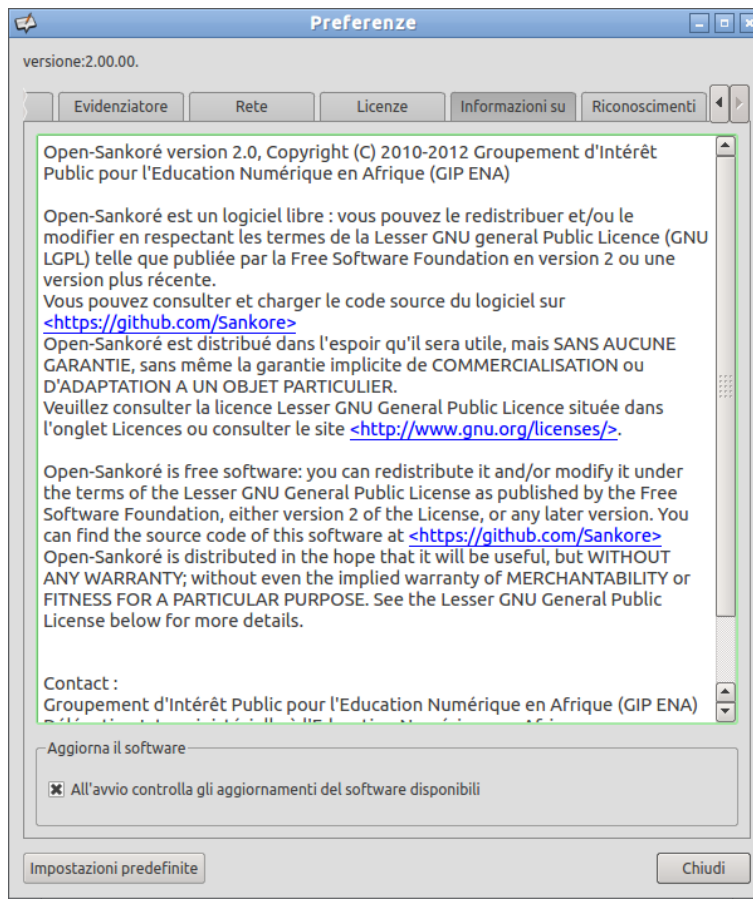 Preferenze
versione:2.00.00.
Evidenziatore Rete Licenze Informazioni su Riconoscimenti
Open-Sankoré version 2.0, Copyright (C) 2010-2012 Groupement d'Intérêt
Public pour l'Education Numérique en Afrique (GIP ENA)
Open-Sankoré est un logiciel libre : vous pouvez le redistribuer et/ou le
modifier en respectant les termes de la Lesser GNU general Public Licence (GNU
LGPL) telle que publiée par la Free Software Foundation en version 2 ou une
version plus récente.
Vous pouvez consulter et charger le code source du logiciel sur
<https://github.com/Sankore>
Open-Sankoré est distribué dans l'espoir qu'il sera utile, mais SANS AUCUNE
GARANTIE, sans même la garantie implicite de COMMERCIALISATION ou
D'ADAPTATION A UN OBJET PARTICULIER.
Veuillez consulter la licence Lesser GNU General Public Licence située dans
l'onglet Licences ou consulter le site <http://www.gnu.org/licenses/>.
Open-Sankoré is free software: you can redistribute it and/or modify it under
the terms of the Lesser GNU General Public License as published by the Free
Software Foundation, either version 2 of the License, or any later version. You
can find the source code of this software at <https://github.com/Sankore>
Open-Sankoré is distributed in the hope that it will be useful, but WITHOUT
ANY WARRANTY; without even the implied warranty of MERCHANTABILITY or
FITNESS FOR A PARTICULAR PURPOSE. See the Lesser GNU General Public
License below for more details.
Contact :
Groupement d'Intérêt Public pour l'Education Numérique en Afrique (GIP ENA)
Aggiorna il software
All'avvio controlla gli aggiornamenti del software disponibili
Impostazioni predefinite Chiudi